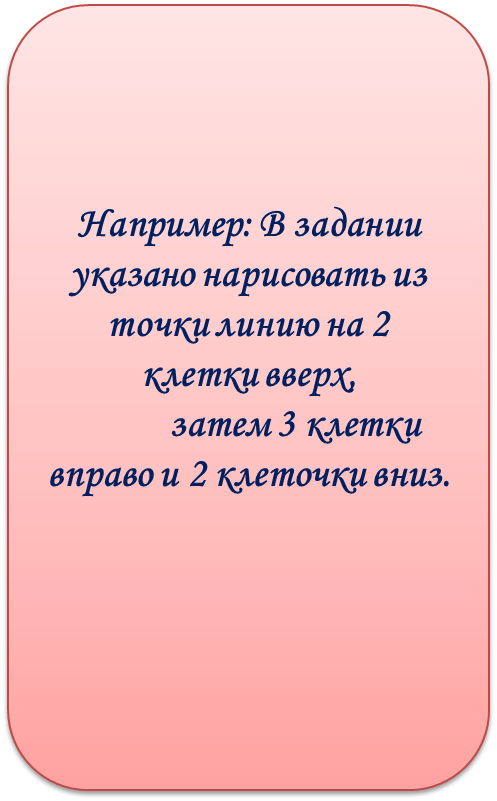 Например: В задании
указано нарисовать из
точки линию на 2
клетки вверх,
затем 3 клетки
вправо и 2 клеточки вниз.